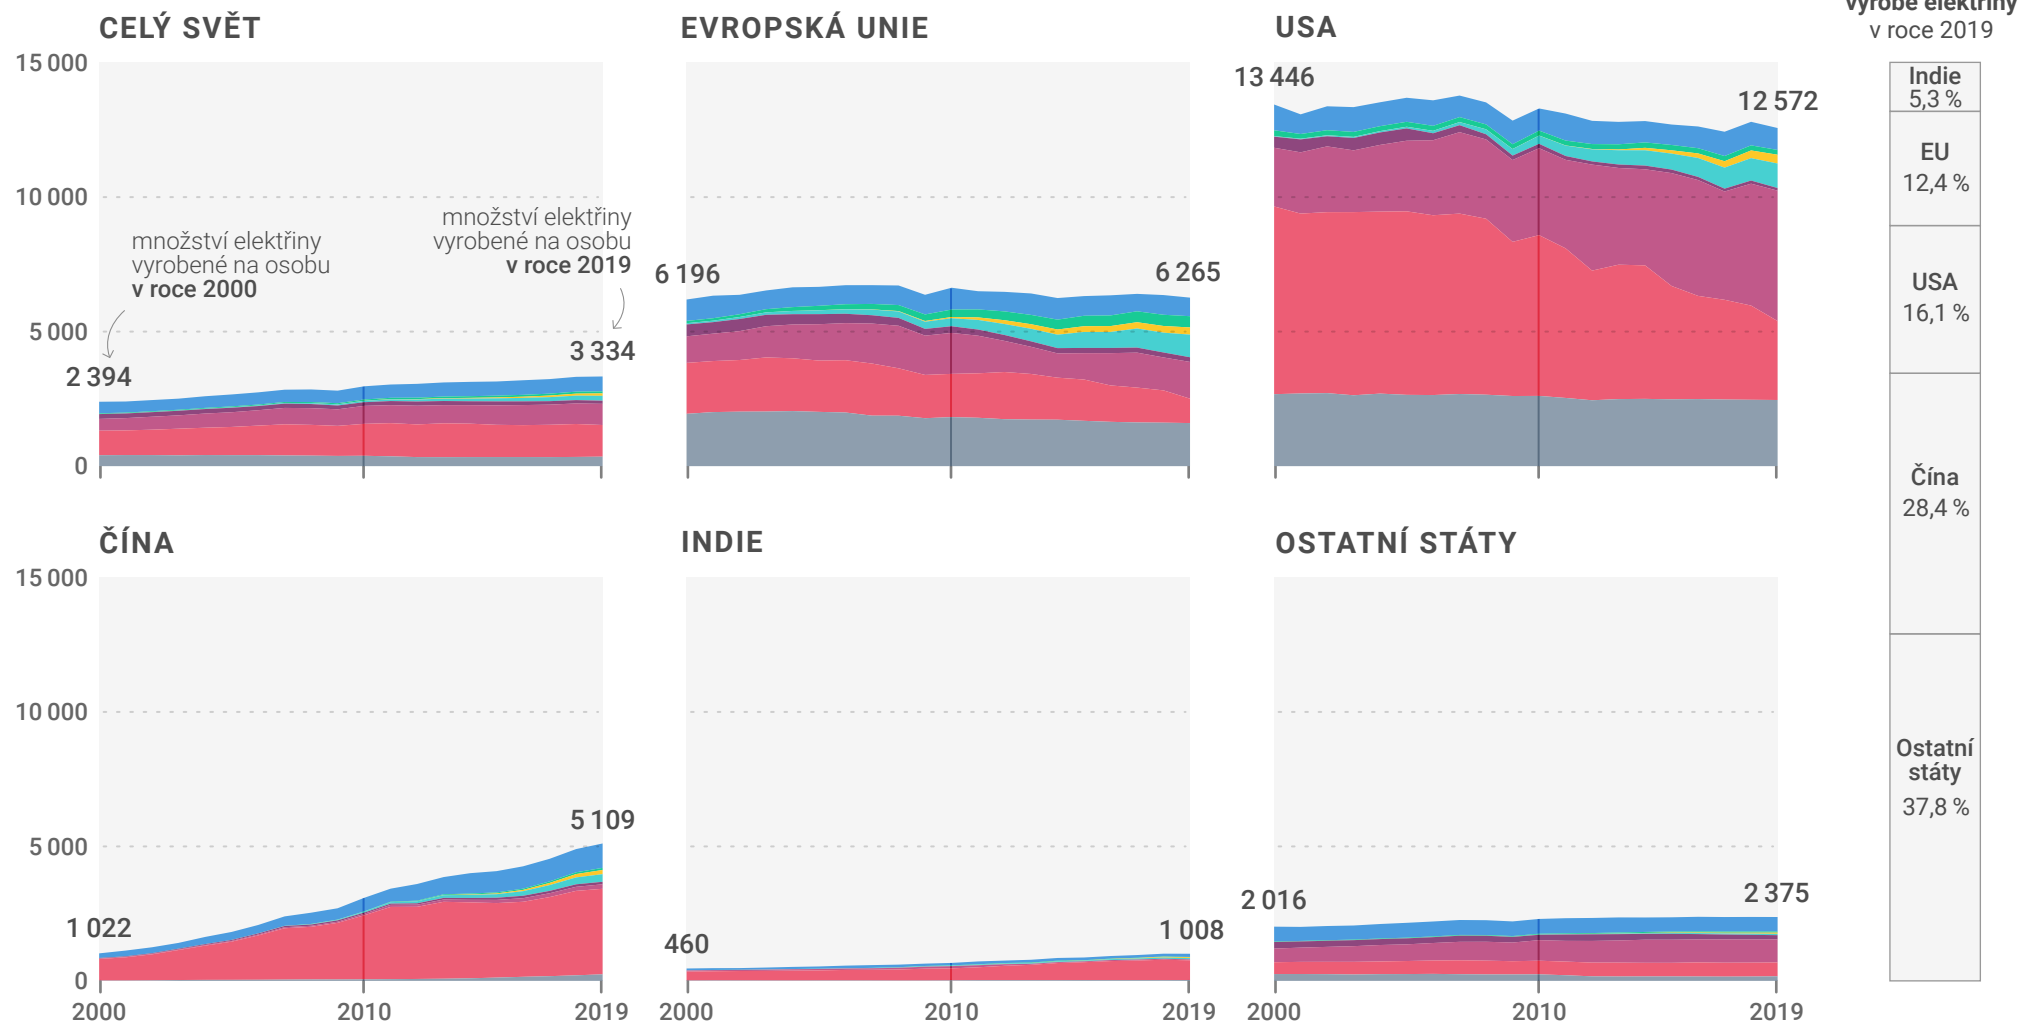 CELÝ SVĚT
15 000
10 000
5 000
0
množství elektřiny
vyrobené na osobu
v roce 2000
množství elektřiny
vyrobené na osobu
v roce 2019
2 394
3 334
EVROPSKÁ UNIE
6 196
6 265
USA
13 446
12 572
výrobě elektřiny
v roce 2019
Indie
5,3 %
EU
12,4 %
USA
16,1 %
Čína
28,4 %
Ostatní
státy
37,8 %
ČÍNA
15 000
10 000
5 000
0
1 022
5 109
2000
2010
2019
INDIE
460
1 008
2000
2010
2019
OSTATNÍ STÁTY
2 016
2 375
2000
2010
2019